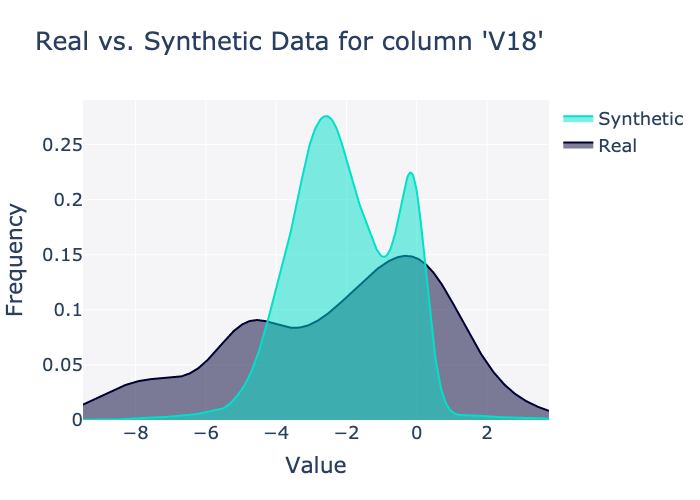 Real vs. Synthetic Data for column 'V18'
Synthetic
Real
Frequency
0.25
0.2
0.15
0.1
0.05
0
−8
−6
−4
−2
0
2
Value